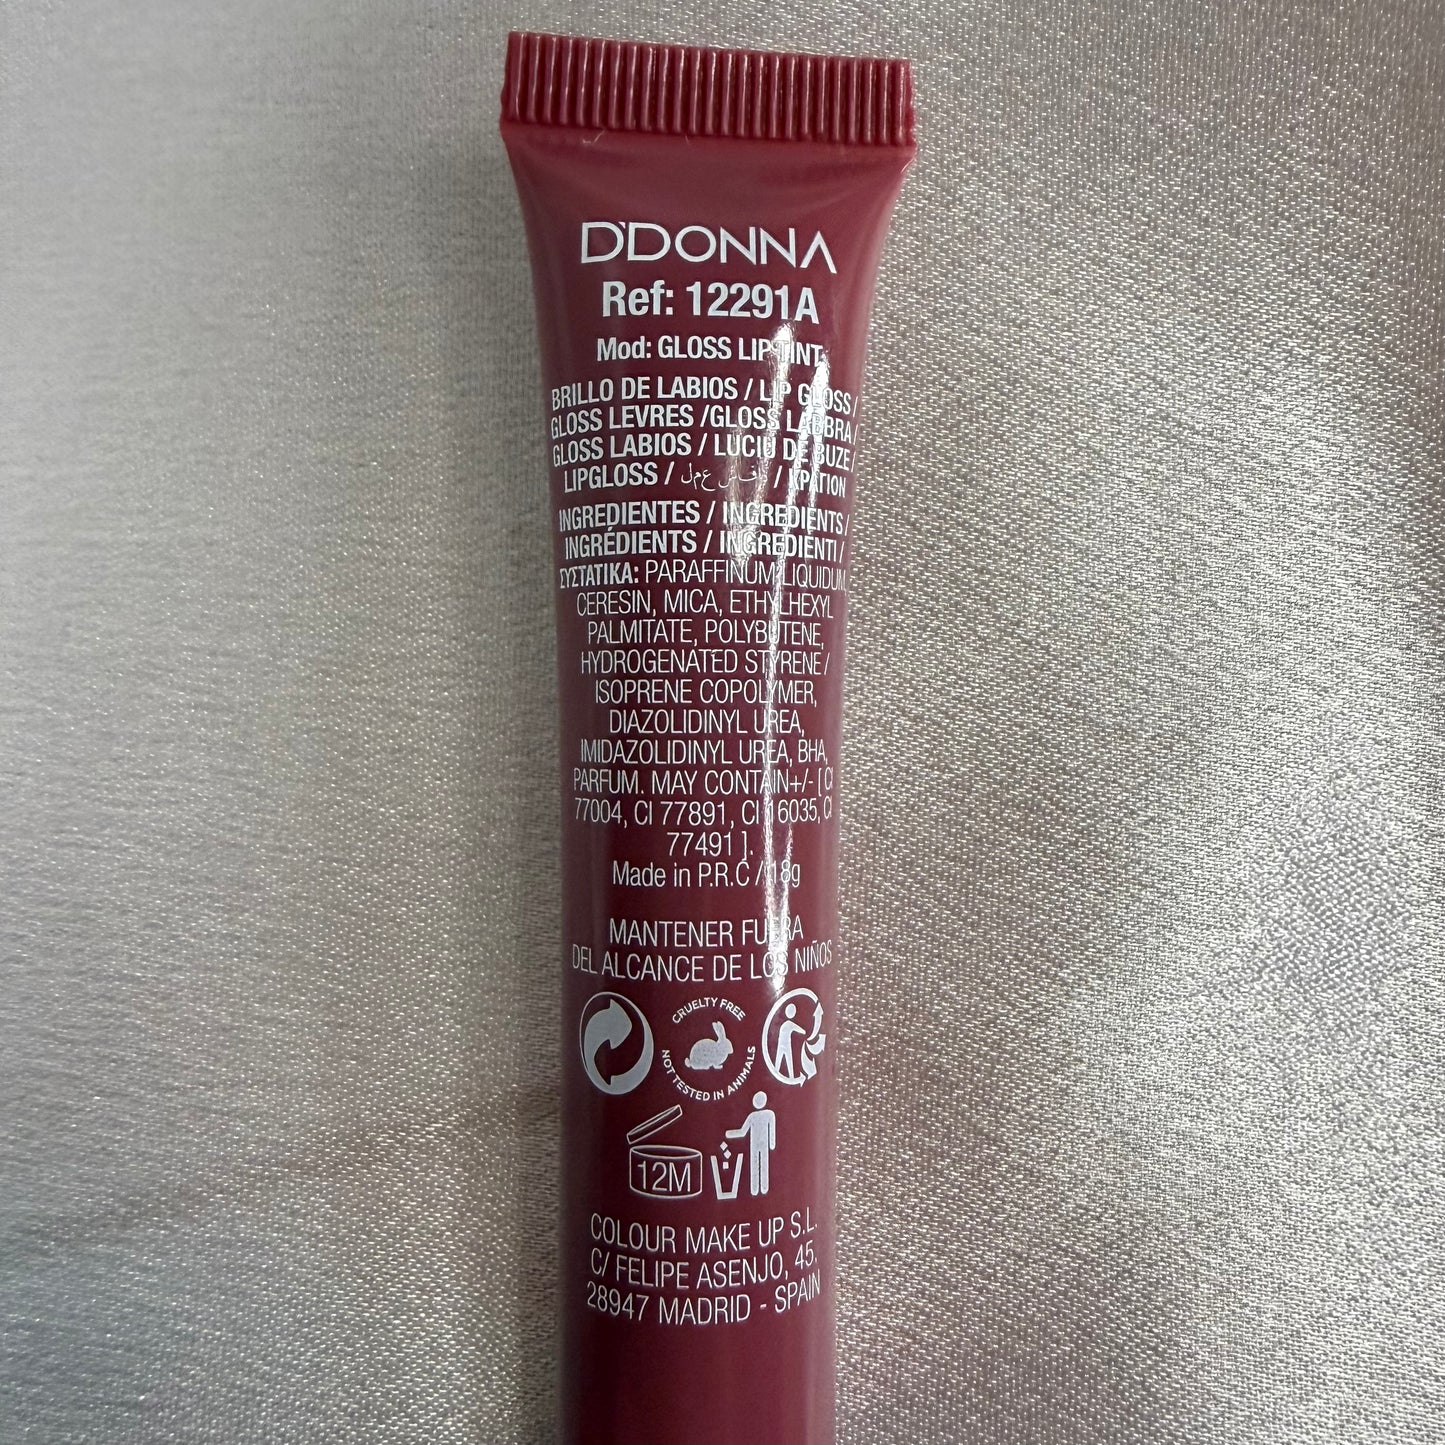 D'DONNA
Ref: 12291A
Mod: GLOSS LIP TINT
BRILLO DE LABIOS / LIP GLOSS /
GLOSS LEVRES /GLOSS LABBRA /
GLOSS LABIOS / LUCIU DE BUZE /
LIPGLOSS / / ΚΡΑΓΙΟΝ
INGREDIENTES / INGREDIENTS /
INGRÉDIENTS / INGREDIENTI /
ΣΥΣΤΑΤΙΚΑ: PARAFFINUM LIQUIDUM,
CERESIN, MICA, ETHYLHEXYL
PALMITATE, POLYBUTENE,
HYDROGENATED STYRENE /
ISOPRENE COPOLYMER,
DIAZOLIDINYL UREA,
IMIDAZOLIDINYL UREA, BHA,
PARFUM. MAY CONTAIN+/- [ CI
77004, CI 77891, CI 16035, CI
77491 ].
Made in P.R.C / 18g
MANTENER FUERA
DEL ALCANCE DE LOS NIÑOS
CRUELTY FREE
NOT TESTED IN ANIMALS
12M
COLOUR MAKE UP S.L.
C/ FELIPE ASENJO, 45.
28947 MADRID - SPAIN